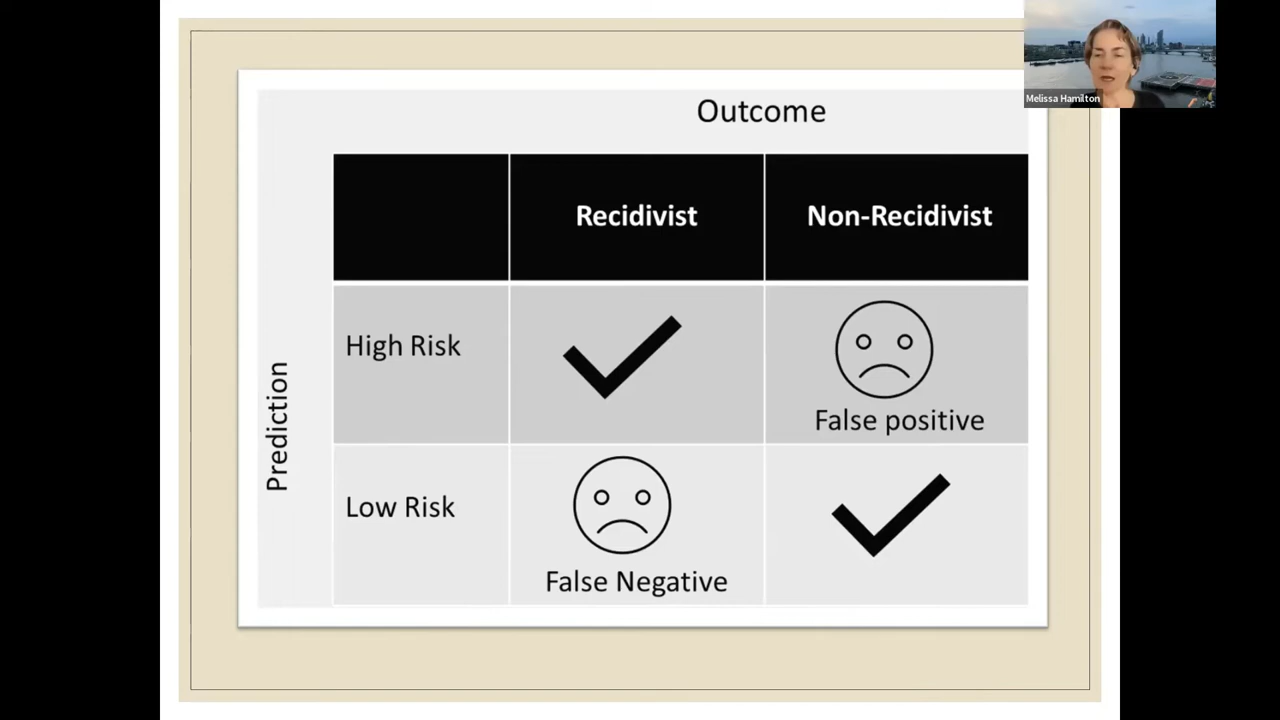 Melissa Hamilton
Outcome
Recidivist
Non-Recidivist
Prediction
High Risk
False positive
Low Risk
False Negative